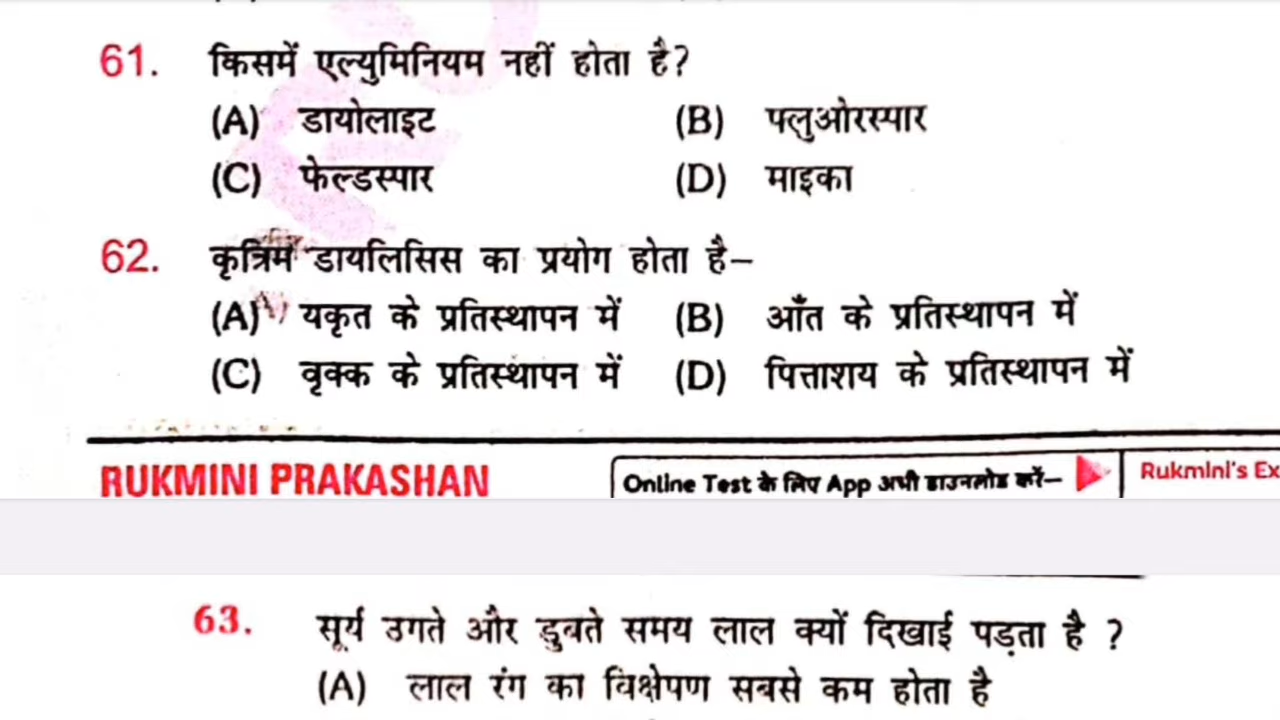 61. किसमें एल्युमिनियम नहीं होता है?
(A) डायोलाइट (B) फ्लुओरस्पार
(C) फेल्डस्पार (D) माइका
62. कृत्रिम डायलिसिस का प्रयोग होता है–
(A) यकृत के प्रतिस्थापन में (B) आँत के प्रतिस्थापन में
(C) वृक्क के प्रतिस्थापन में (D) पित्ताशय के प्रतिस्थापन में
RUKMINI PRAKASHAN Online Test के लिए App अभी डाउनलोड करें– Rukmini's Ex
63. सूर्य उगते और डुबते समय लाल क्यों दिखाई पड़ता है ?
(A) लाल रंग का विक्षेपण सबसे कम होता है